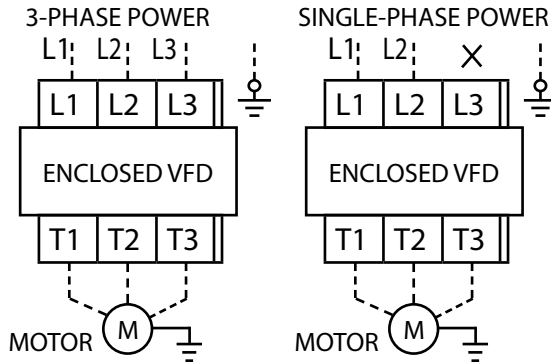 3-PHASE POWER
L1 L2 L3
L1 L2 L3
ENCLOSED VFD
T1 T2 T3
M
MOTOR
SINGLE-PHASE POWER
L1 L2 X
L1 L2 L3
ENCLOSED VFD
T1 T2 T3
M
MOTOR